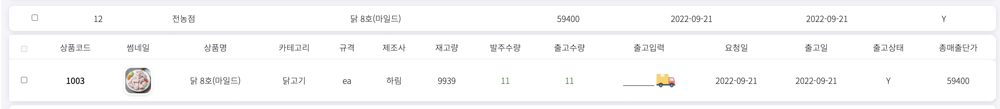 12 전농점 닭 8호(마일드) 59400 2022-09-21 2022-09-21 Y
상품코드 썸네일 상품명 카테고리 규격 제조사 재고량 발주수량 출고수량 출고입력 요청일 출고일 출고상태 총매출단가
1003 닭 8호(마일드) 닭고기 ea 하림 9939 11 11 2022-09-21 2022-09-21 Y 59400